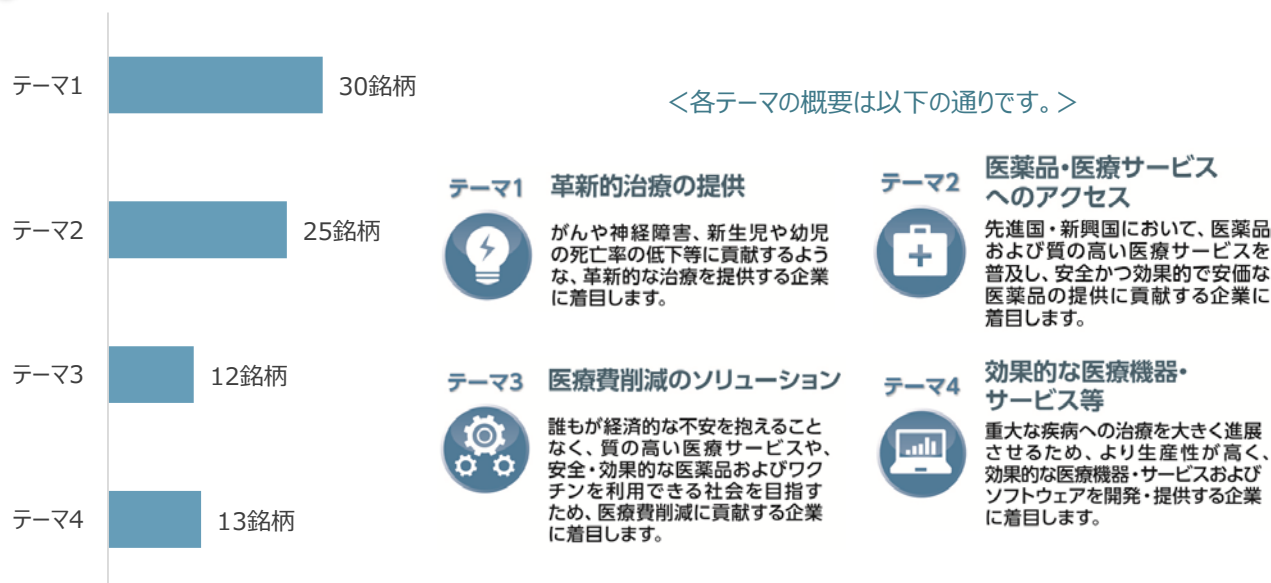 テーマ1
30銘柄
テーマ2
25銘柄
テーマ3
12銘柄
テーマ4
13銘柄
＜各テーマの概要は以下の通りです。＞
テーマ1
革新的治療の提供
がんや神経障害、新生児や幼児
の死亡率の低下等に貢献するよう
な、革新的な治療を提供する企業
に着目します。
テーマ2
医薬品・医療サービス
へのアクセス
先進国・新興国において、医薬品
および質の高い医療サービスを
普及し、安全かつ効果的で安価な
医薬品の提供に貢献する企業に
着目します。
テーマ3
医療費削減のソリューション
誰もが経済的な不安を抱えること
なく、質の高い医療サービスや、
安全・効果的な医薬品およびワク
チンを利用できる社会を目指す
ため、医療費削減に貢献する企業
に着目します。
テーマ4
効果的な医療機器・
サービス等
重大な疾病への治療を大きく進展
させるため、より生産性が高く、
効果的な医療機器・サービスおよび
ソフトウェアを開発・提供する企業
に着目します。